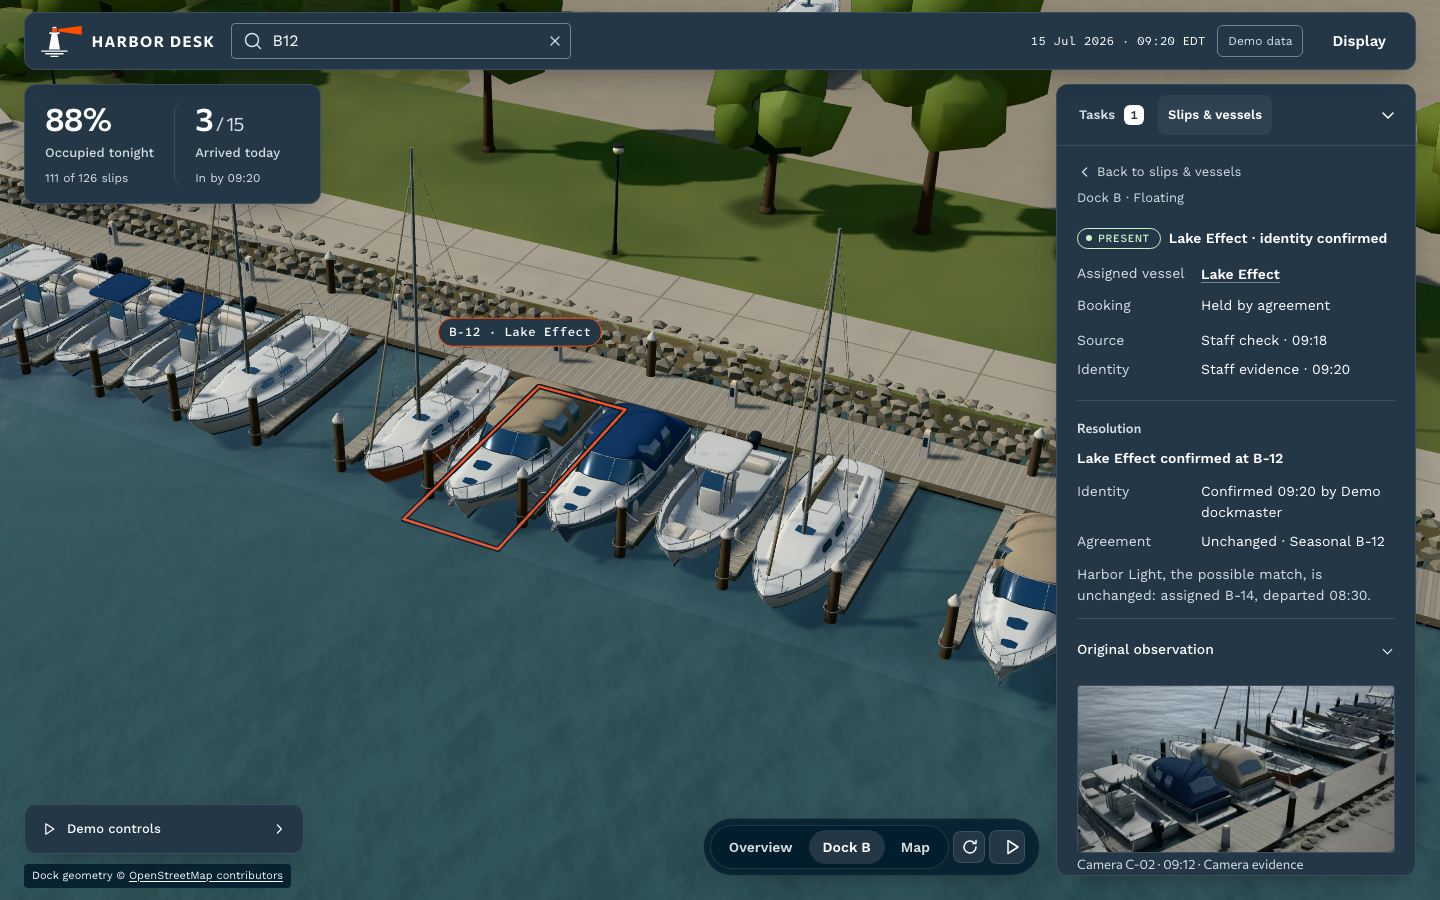 HARBOR DESK
B12
15 Jul 2026 · 09:20 EDT
Demo data
Display
88%
Occupied tonight
111 of 126 slips
3/15
Arrived today
In by 09:20
Tasks 1
Slips & vessels
Back to slips & vessels
Dock B · Floating
PRESENT
Lake Effect · identity confirmed
Assigned vessel Lake Effect
Booking Held by agreement
Source Staff check · 09:18
Identity Staff evidence · 09:20
Resolution
Lake Effect confirmed at B-12
Identity Confirmed 09:20 by Demo
dockmaster
Agreement Unchanged · Seasonal B-12
Harbor Light, the possible match, is
unchanged: assigned B-14, departed 08:30.
Original observation
Camera C-02 · 09:12 · Camera evidence
B-12 · Lake Effect
Demo controls
Dock geometry © OpenStreetMap contributors
Overview
Dock B
Map